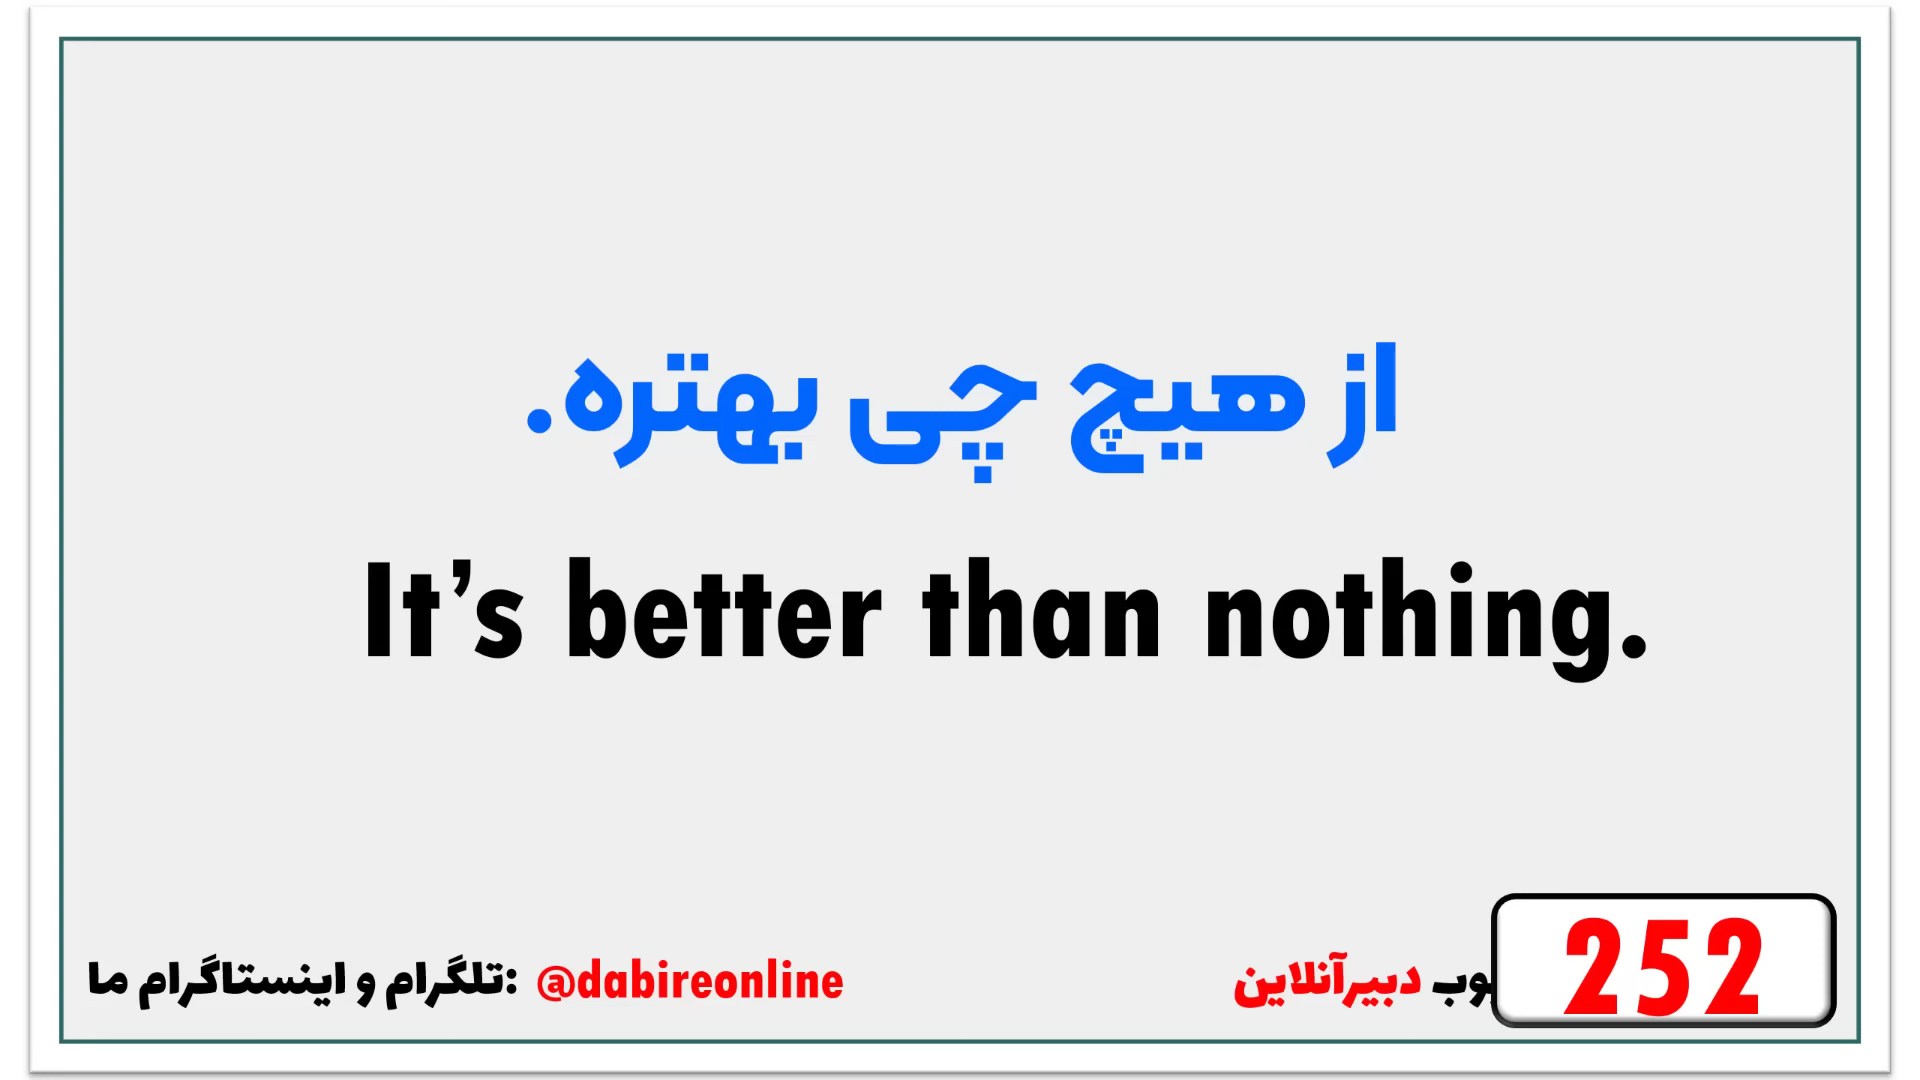 از هیچ چی بهتره.
It’s better than nothing.
تلگرام و اینستاگرام ما: @dabireonline
دبیرآنلاین
252